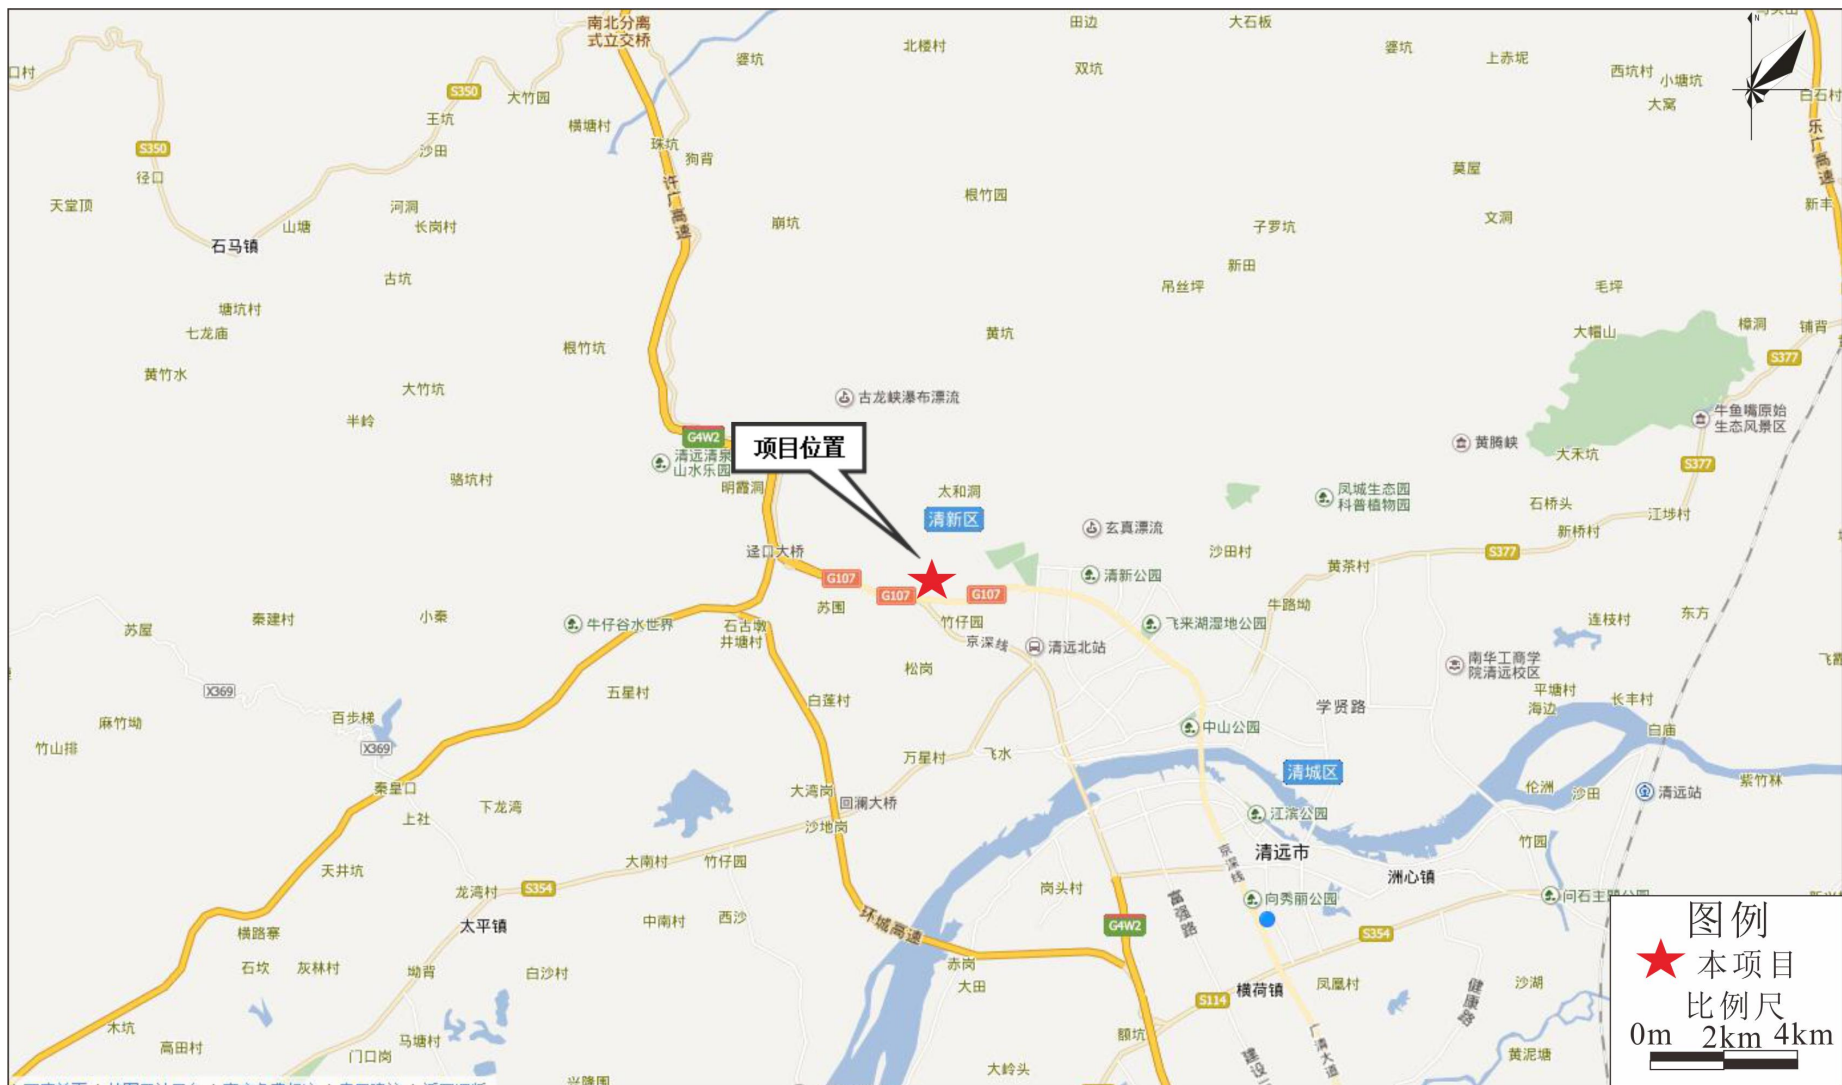 南北分离
式立交桥
田边
大石板
N
口村
婆坑
北楼村
双坑
婆坑
上赤坭
西坑村
小塘坑
大窝
白石村
S350
大竹园
王坑
横塘村
沙田
S350
珠坑
狗背
乐广高速
径口
莫屋
天堂顶
河洞
许广高速
根竹园
新丰
山塘
长岗村
崩坑
子罗坑
文洞
石马镇
新田
古坑
吊丝坪
毛坪
塘坑村
七龙庙
黄坑
大帽山
樟洞
铺背
根竹坑
S377
黄竹水
大竹坑
古龙峡瀑布漂流
半岭
牛鱼嘴原始
生态风景区
G4W2
项目位置
黄腾峡
清远清泉
山水乐园
大禾坑
S377
骆坑村
明霞洞
太和洞
凤城生态园
科普植物园
石桥头
清新区
江埗村
玄真漂流
新桥村
迳口大桥
沙田村
S377
黄茶村
G107
清新公园
G107
G107
苏围
牛路坳
秦建村
小秦
竹仔园
连枝村
东方
苏屋
牛仔谷水世界
石古墩
井塘村
飞来湖湿地公园
京深线
清远北站
松岗
南华工商学
院清远校区
X369
五星村
白莲村
平塘村
海边
长丰村
百步梯
学贤路
麻竹坳
中山公园
白庙
竹山排
X369
万星村
飞水
清城区
秦皇口
大湾岗
回澜大桥
伦洲
沙田
清远站
紫竹林
下龙湾
上社
沙地岗
江滨公园
竹园
京深线
清远市
天井坑
大南村
竹仔园
洲心镇
龙湾村
S354
岗头村
向秀丽公园
问石主题公园
富强路
太平镇
中南村
西沙
环城高速
G4W2
S354
横路寨
石坎
灰林村
坳背
白沙村
赤岗
大田
横荷镇
凤凰村
沙湖
S114
健康路
木坑
额坑
广清大道
高田村
马塘村
门口岗
建设二
黄泥塘
大岭头
兴隆围
图例
本项目
比例尺
0m 2km 4km